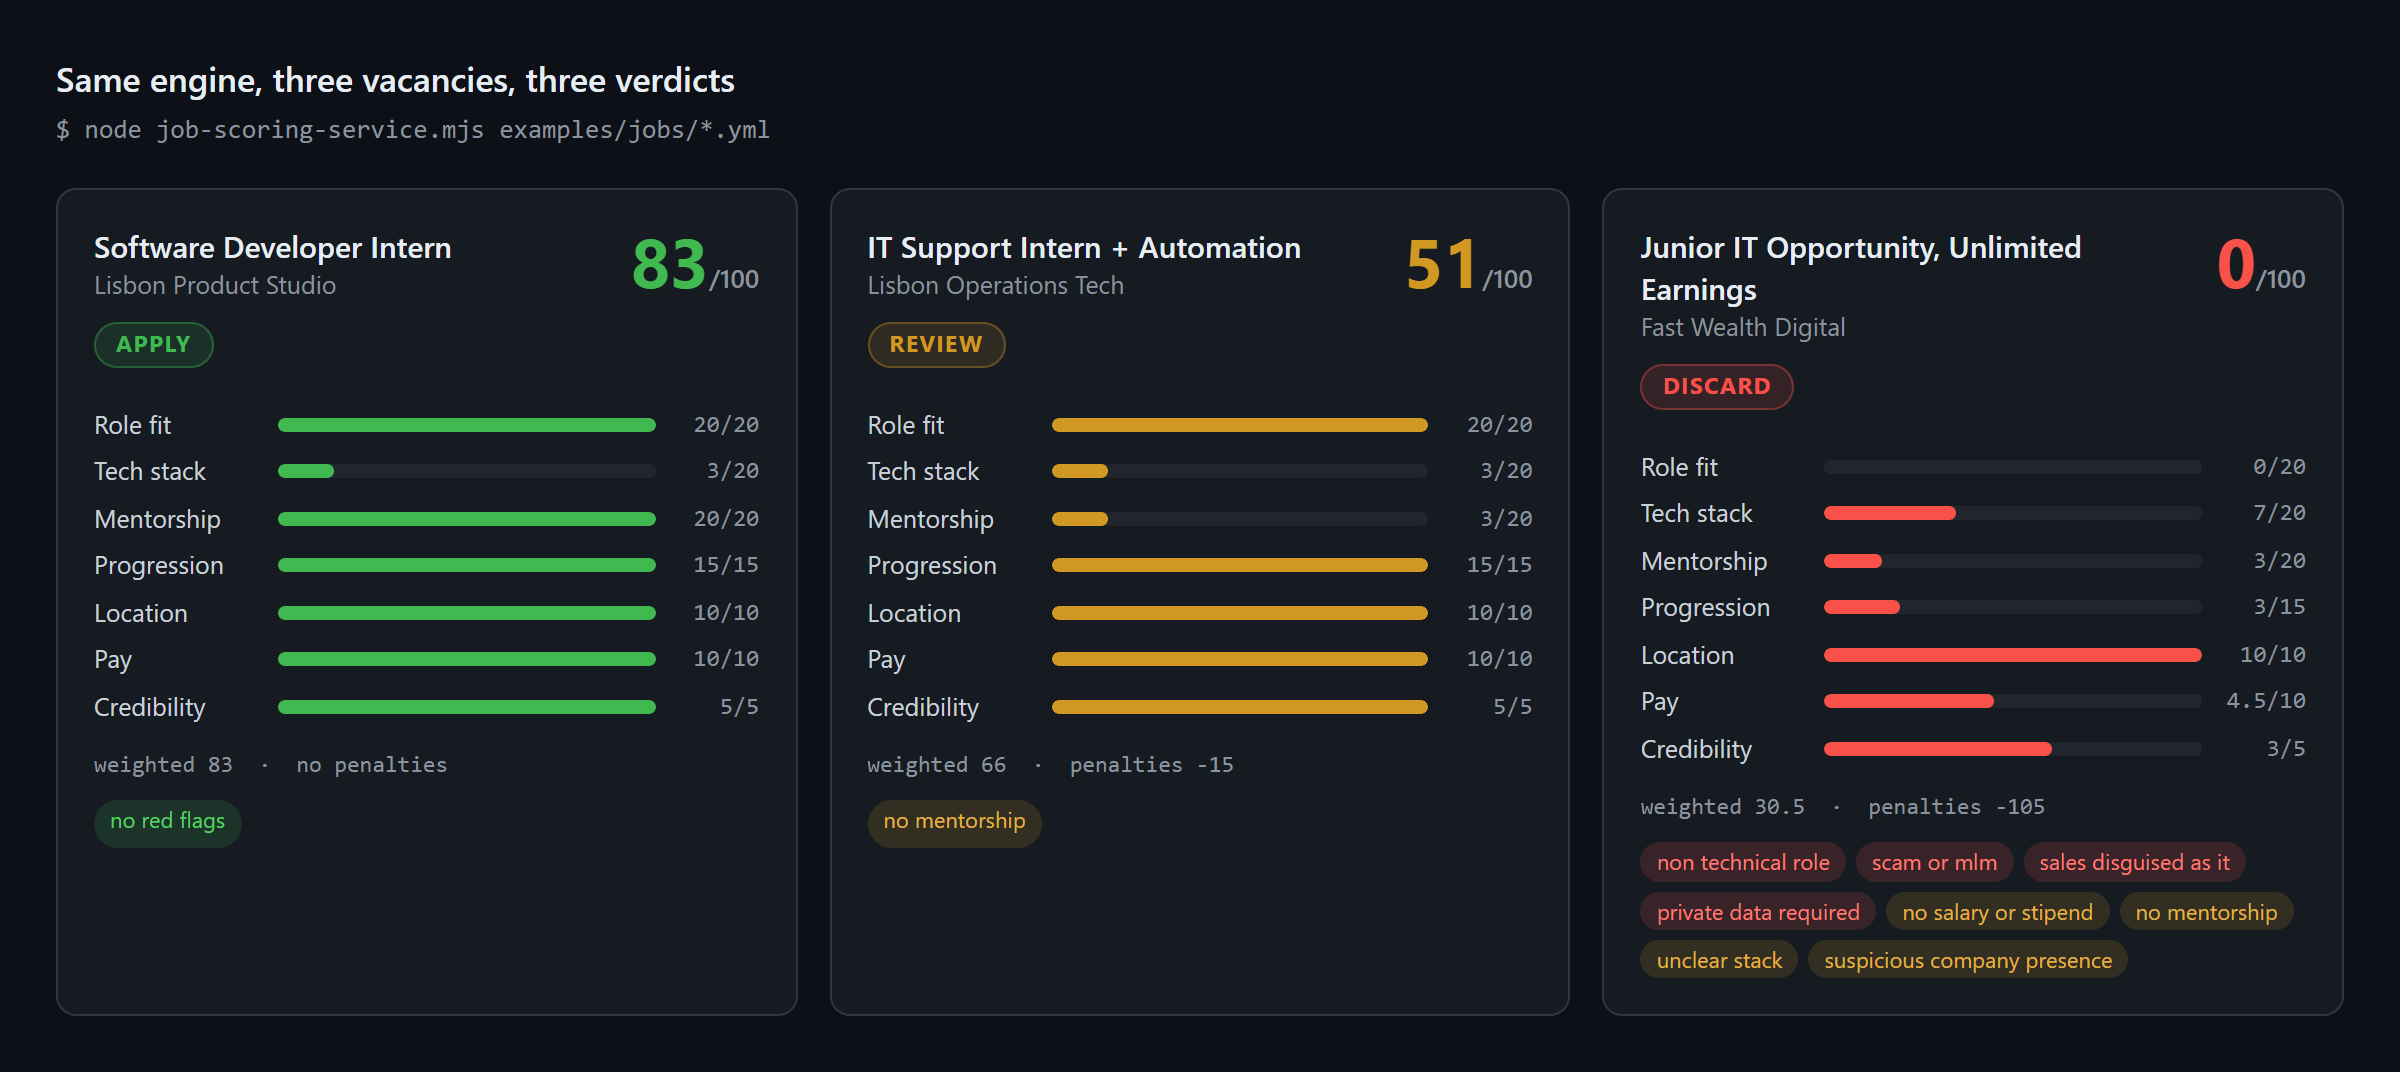 Same engine, three vacancies, three verdicts
$ node job-scoring-service.mjs examples/jobs/*.yml
Software Developer Intern
Lisbon Product Studio
83/100
APPLY
Role fit 20/20
Tech stack 3/20
Mentorship 20/20
Progression 15/15
Location 10/10
Pay 10/10
Credibility 5/5
weighted 83 · no penalties
no red flags
IT Support Intern + Automation
Lisbon Operations Tech
51/100
REVIEW
Role fit 20/20
Tech stack 3/20
Mentorship 3/20
Progression 15/15
Location 10/10
Pay 10/10
Credibility 5/5
weighted 66 · penalties -15
no mentorship
Junior IT Opportunity, Unlimited
Earnings
Fast Wealth Digital
0/100
DISCARD
Role fit 0/20
Tech stack 7/20
Mentorship 3/20
Progression 3/15
Location 10/10
Pay 4.5/10
Credibility 3/5
weighted 30.5 · penalties -105
non technical role scam or mlm sales disguised as it
private data required no salary or stipend no mentorship
unclear stack suspicious company presence